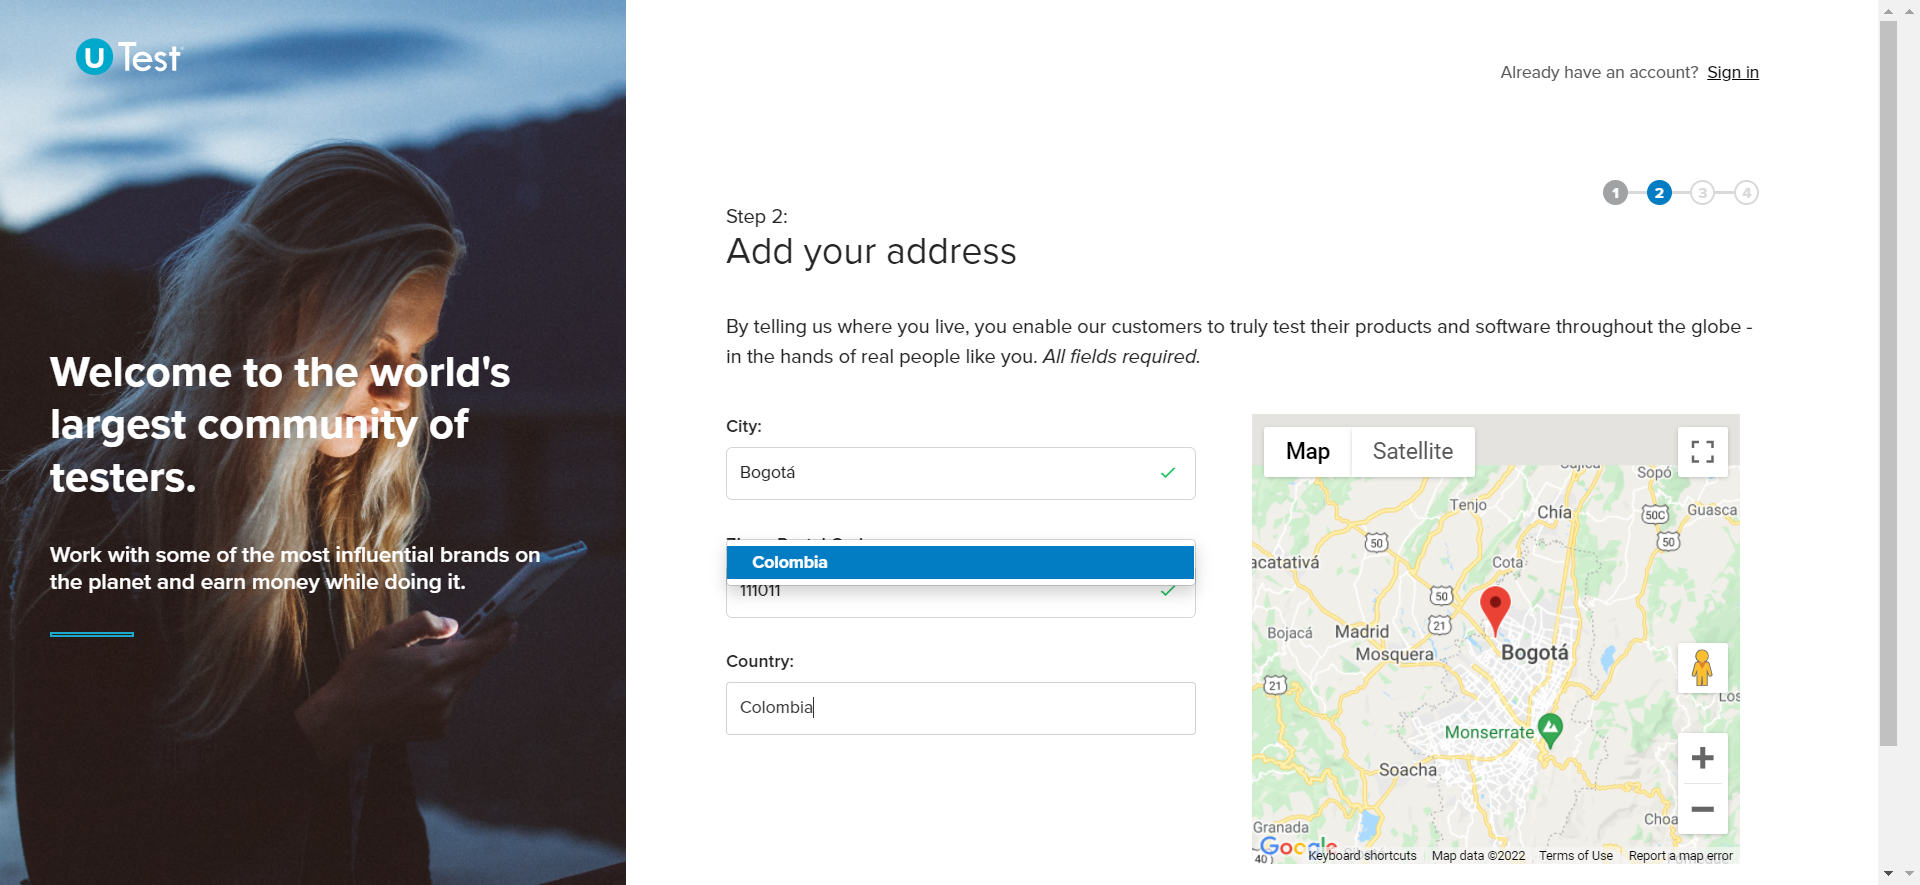 U Test
Already have an account? Sign in
1 2 3 4
Step 2:
Add your address
By telling us where you live, you enable our customers to truly test their products and software throughout the globe -
in the hands of real people like you. All fields required.
Welcome to the world's
largest community of
testers.
Work with some of the most influential brands on
the planet and earn money while doing it.
City:
Bogotá
Colombia
111011
Country:
Colombia
Map Satellite
Sopó
Tenjo
Chía
50C
Guasca
50
50
acatativá
Cota
50
21
Bojacá
Madrid
Mosquera
Bogotá
21
Los
Monserrate
Soacha
Choa
Granada
Google
40
Keyboard shortcuts Map data ©2022 Terms of Use Report a map error